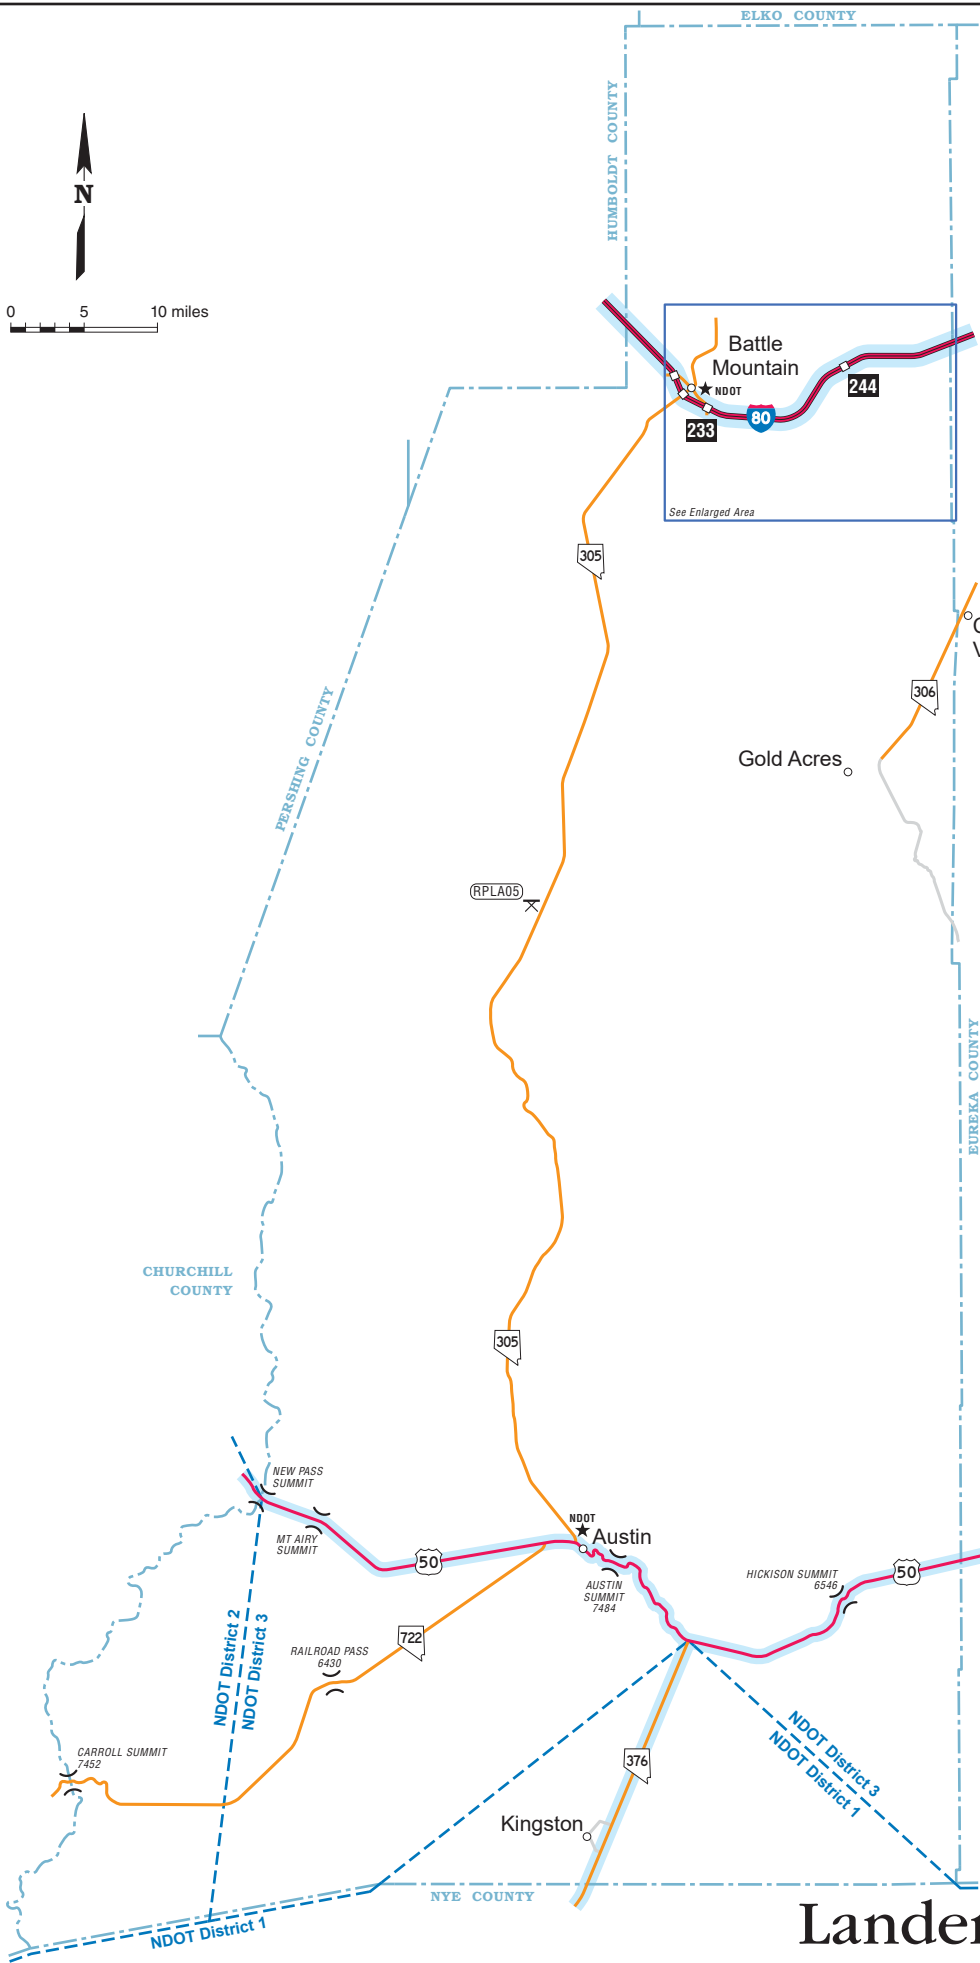 ELKO COUNTY
HUMBOLDT COUNTY
N
0 5 10 miles
Battle
Mountain
NDOT
244
80
233
See Enlarged Area
305
306
Gold Acres
PERSHING COUNTY
RPLA05
EUREKA COUNTY
CHURCHILL
COUNTY
305
NEW PASS
SUMMIT
MT AIRY
SUMMIT
NDOT
Austin
50
AUSTIN
SUMMIT
7484
HICKISON SUMMIT
6546
50
NDOT District 2
NDOT District 3
RAILROAD PASS
6430
722
CARROLL SUMMIT
7452
NDOT District 3
NDOT District 1
376
Kingston
NYE COUNTY
NDOT District 1
Lander